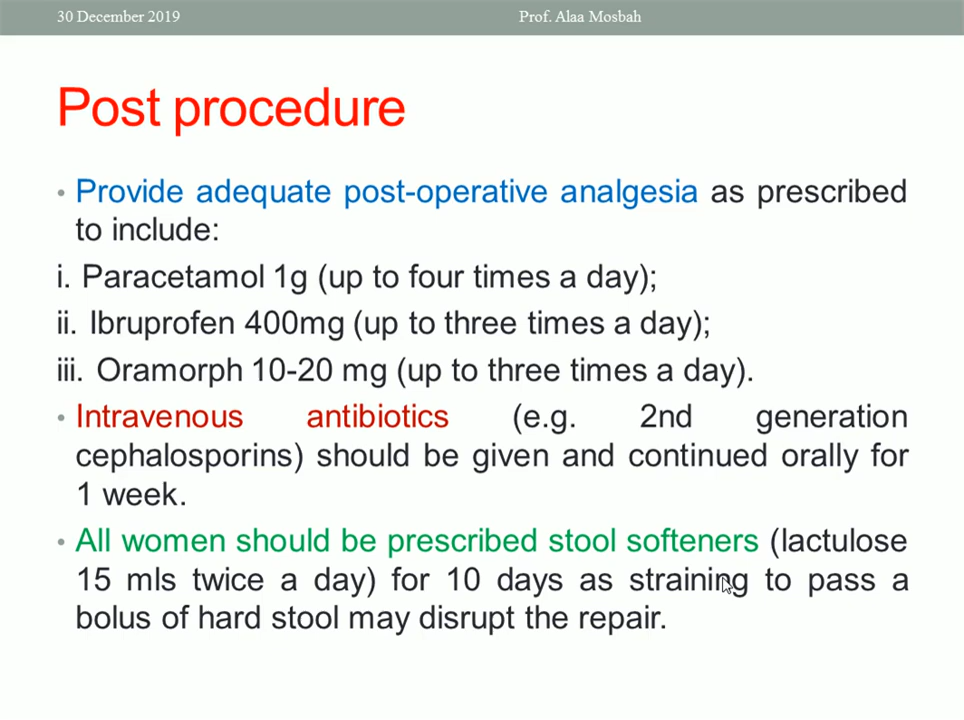 30 December 2019 Prof. Alaa Mosbah
Post procedure
• Provide adequate post-operative analgesia as prescribed
to include:
i. Paracetamol 1g (up to four times a day);
ii. Ibruprofen 400mg (up to three times a day);
iii. Oramorph 10-20 mg (up to three times a day).
• Intravenous antibiotics (e.g. 2nd generation
cephalosporins) should be given and continued orally for
1 week.
• All women should be prescribed stool softeners (lactulose
15 mls twice a day) for 10 days as straining to pass a
bolus of hard stool may disrupt the repair.